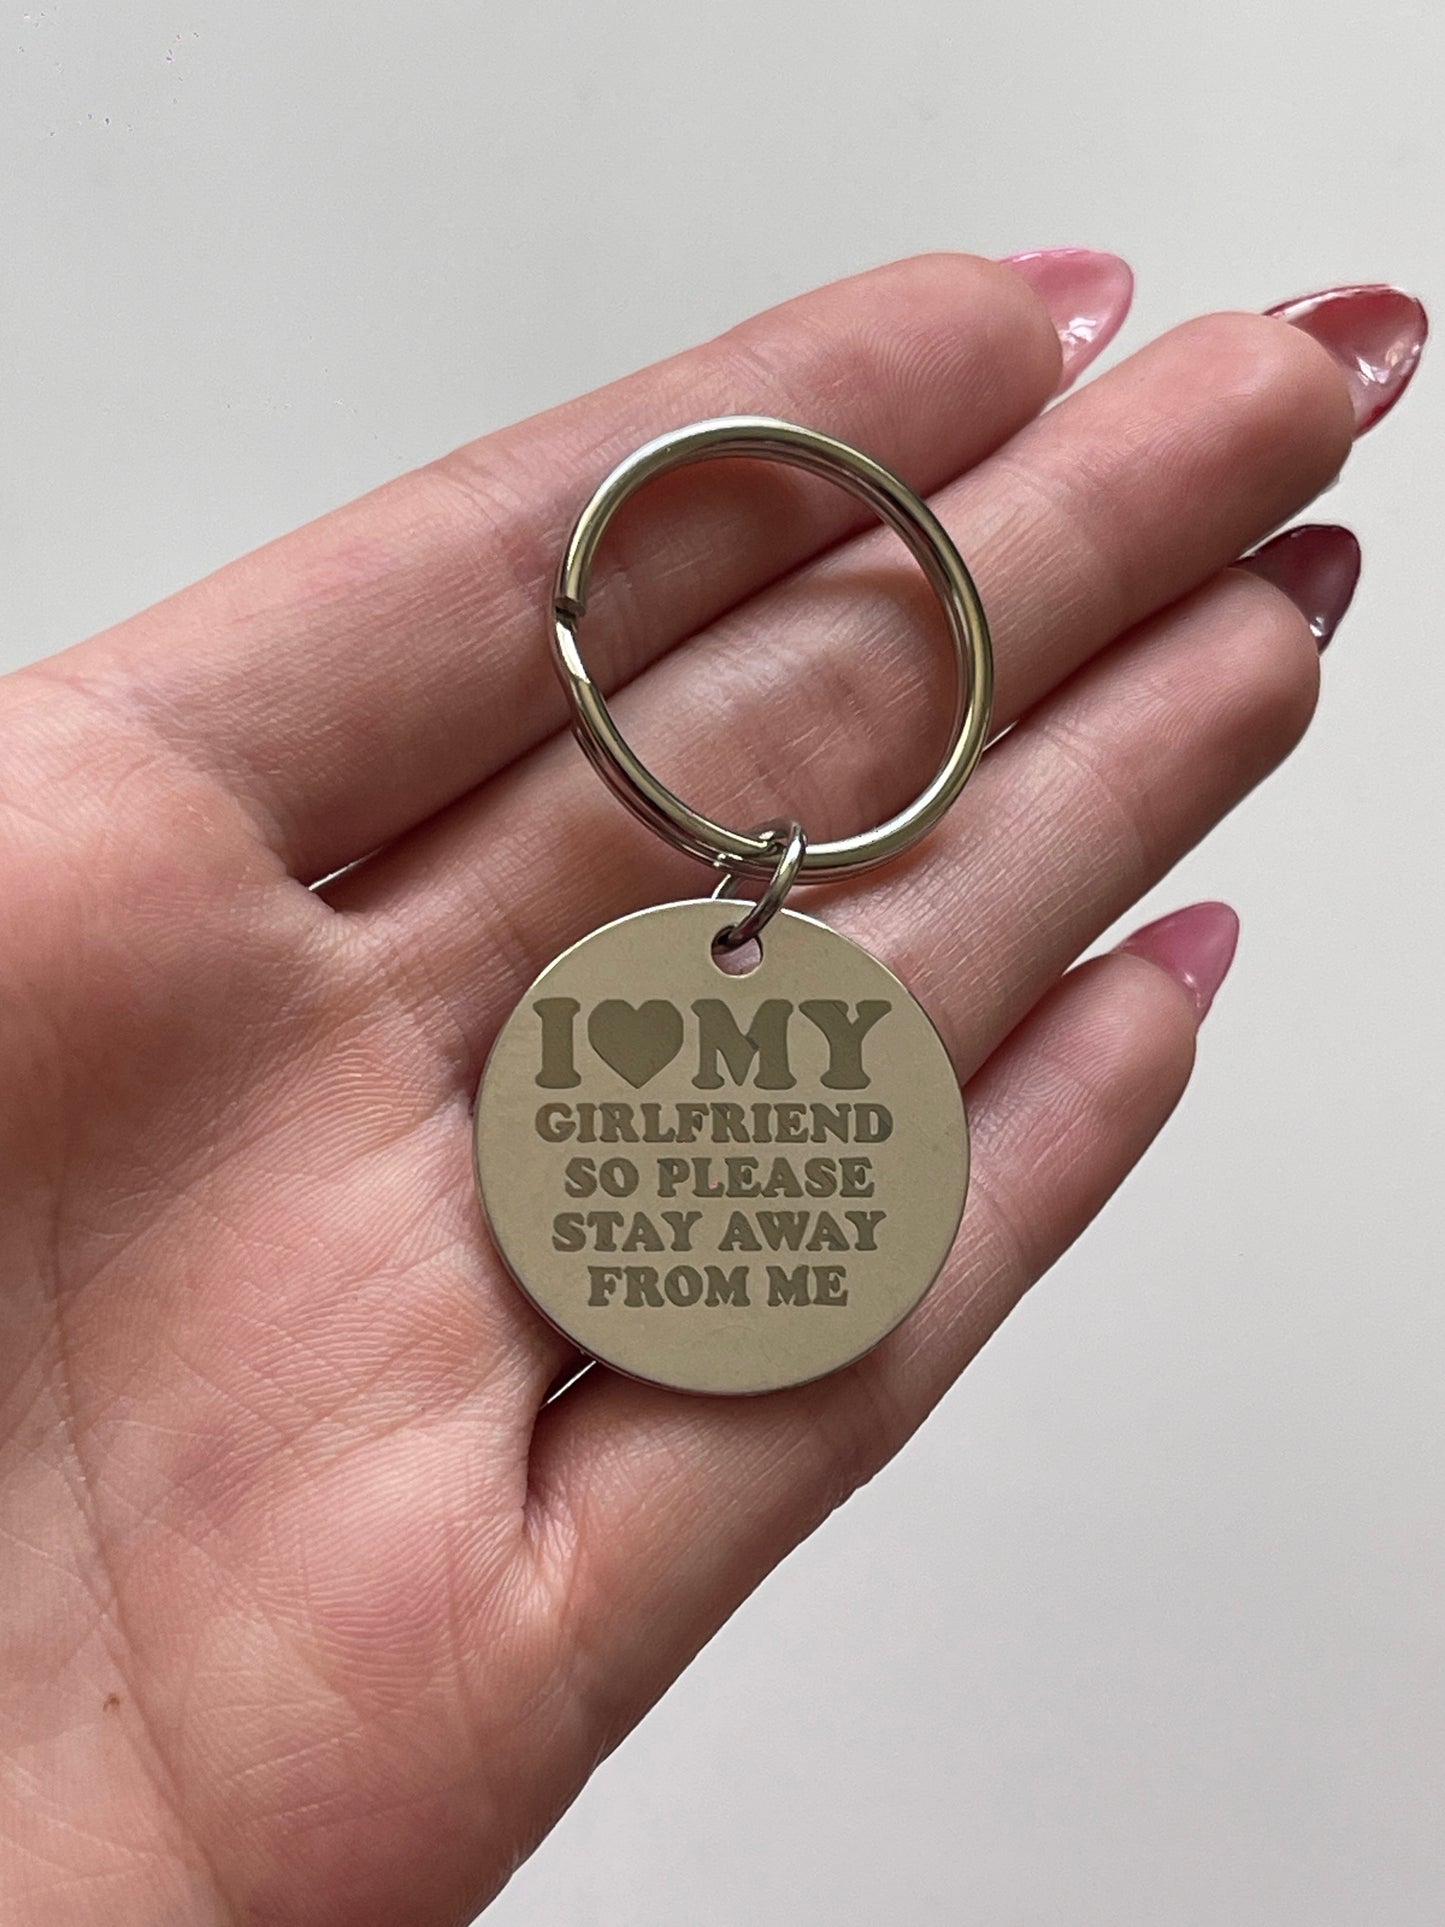 I ♥ MY
GIRLFRIEND
SO PLEASE
STAY AWAY
FROM ME